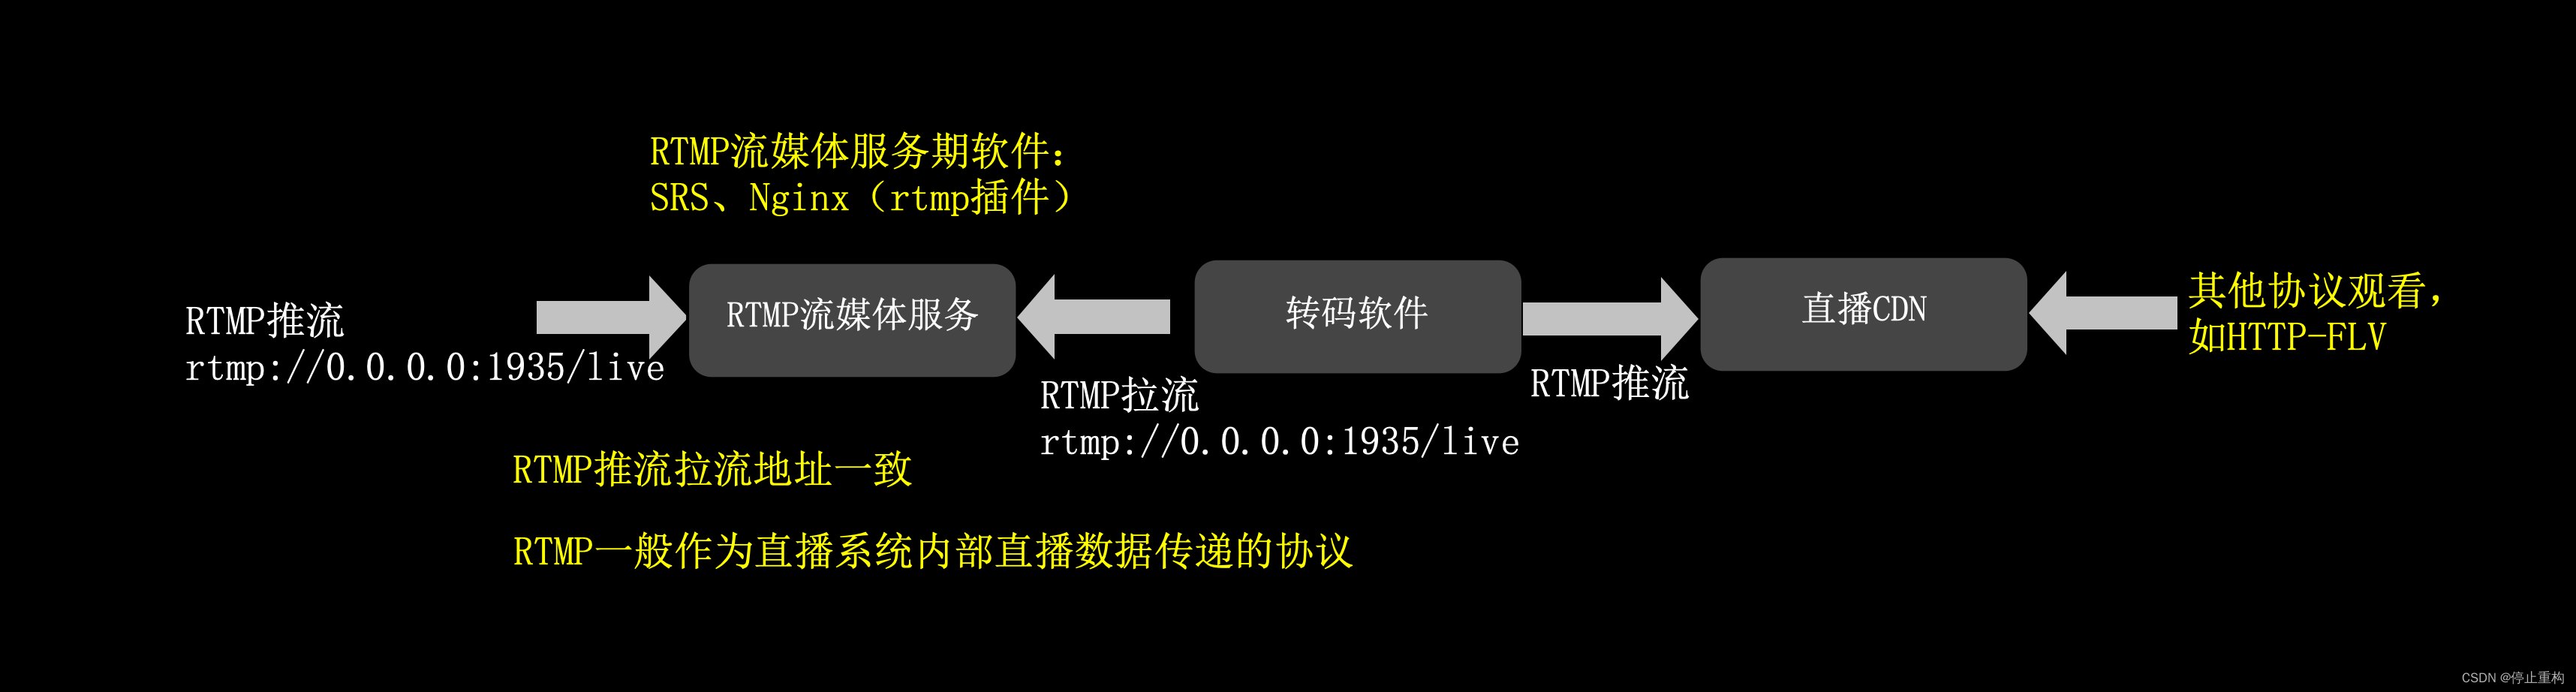 RTMP流媒体服务期软件：
SRS、Nginx（rtmp插件）
RTMP推流
rtmp://0.0.0.0:1935/live
RTMP流媒体服务
RTMP拉流
rtmp://0.0.0.0:1935/live
转码软件
RTMP推流
直播CDN
其他协议观看，
如HTTP-FLV
RTMP推流拉流地址一致
RTMP一般作为直播系统内部直播数据传递的协议
CSDN @停止重构